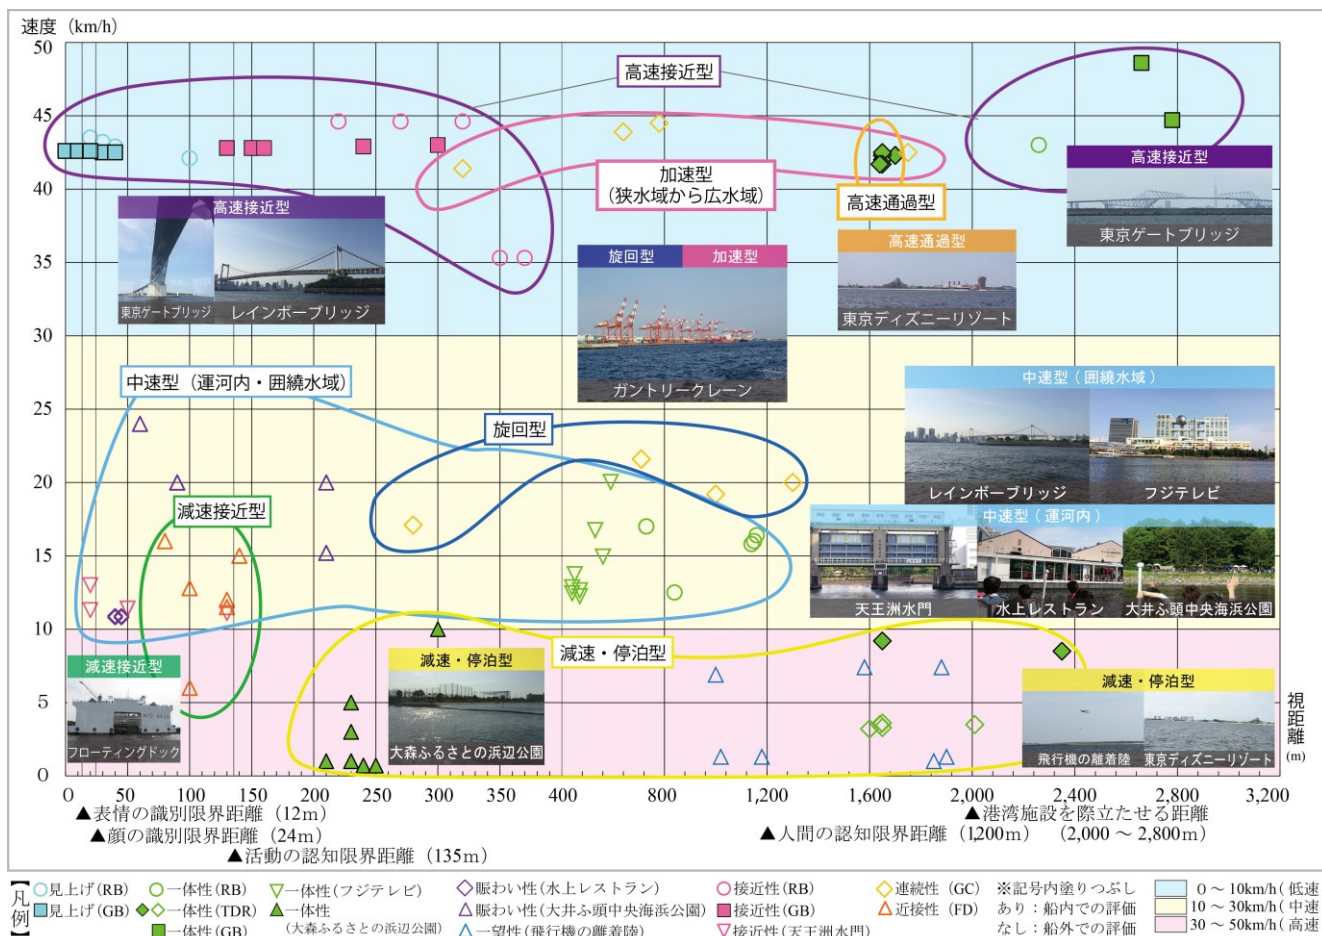 速度（km/h）
50
45
40
35
30
25
20
15
10
5
0
高速接近型
加速型
（狭水域から広水域）
高速通過型
高速接近型
東京ゲートブリッジ
高速接近型
東京ゲートブリッジ
レインボーブリッジ
旋回型
加速型
ガントリークレーン
高速通過型
東京ディズニーリゾート
中速型（運河内・囲繞水域）
旋回型
減速接近型
中速型（囲繞水域）
レインボーブリッジ
フジテレビ
中速型（運河内）
天王洲水門
水上レストラン
大井ふ頭中央海浜公園
減速・停泊型
減速接近型
フローティングドック
減速・停泊型
大森ふるさとの浜辺公園
減速・停泊型
飛行機の離着陸
東京ディズニーリゾート
視距離
(m)
0 50 100 150 200 250 300 400 800 1,200 1,600 2,000 2,400 2,800 3,200
▲表情の識別限界距離（12m）
▲顔の識別限界距離（24m）
▲活動の認知限界距離（135m）
▲人間の認知限界距離（1,200m）
▲港湾施設を際立たせる距離
（2,000～2,800m）
【凡例】
見上げ(RB)
見上げ(GB)
一体性(RB)
一体性(TDR)
一体性(GB)
一体性(フジテレビ)
一体性
(大森ふるさとの浜辺公園)
賑わい性(水上レストラン)
賑わい性(大井ふ頭中央海浜公園)
一望性(飛行機の離着陸)
接近性(RB)
接近性(GB)
接近性(天王洲水門)
連続性（GC）
近接性（FD）
※記号内塗りつぶし
あり：船内での評価
なし：船外での評価
0～10km/h(低速
10～30km/h(中速
30～50km/h(高速